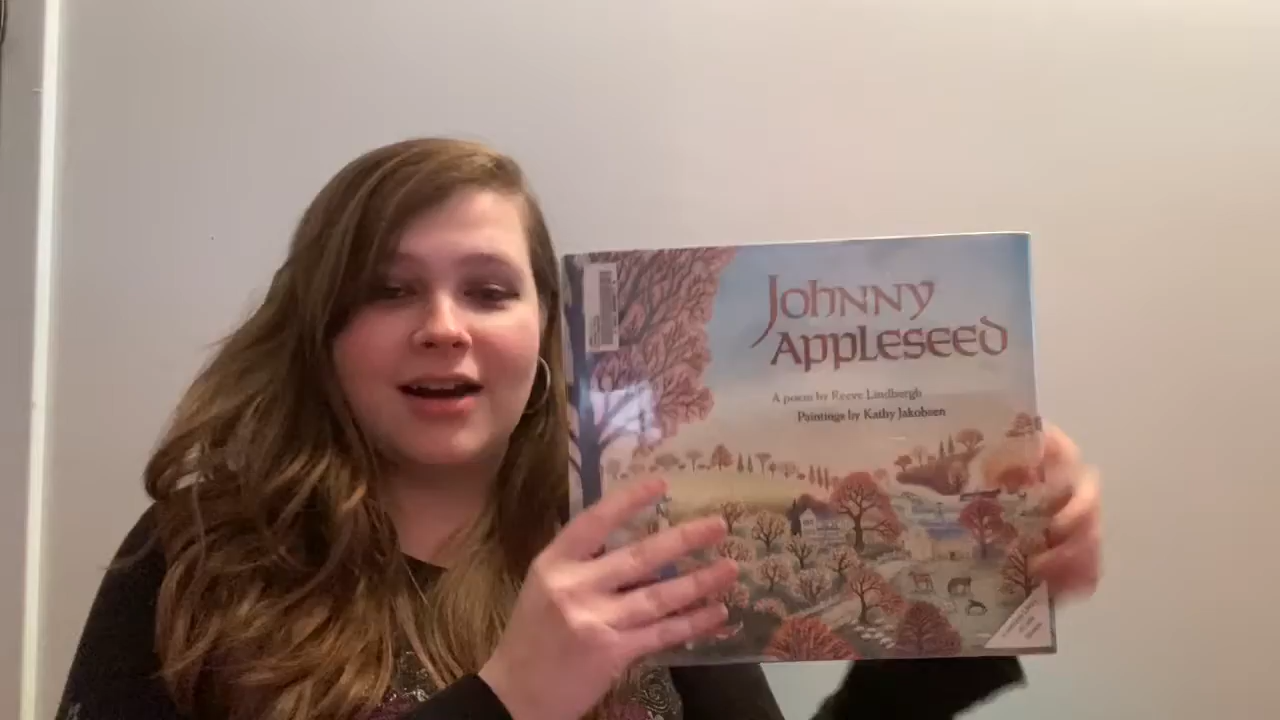 Johnny
Appleseed
A poem by Reeve Lindbergh
Paintings by Kathy Jakobsen